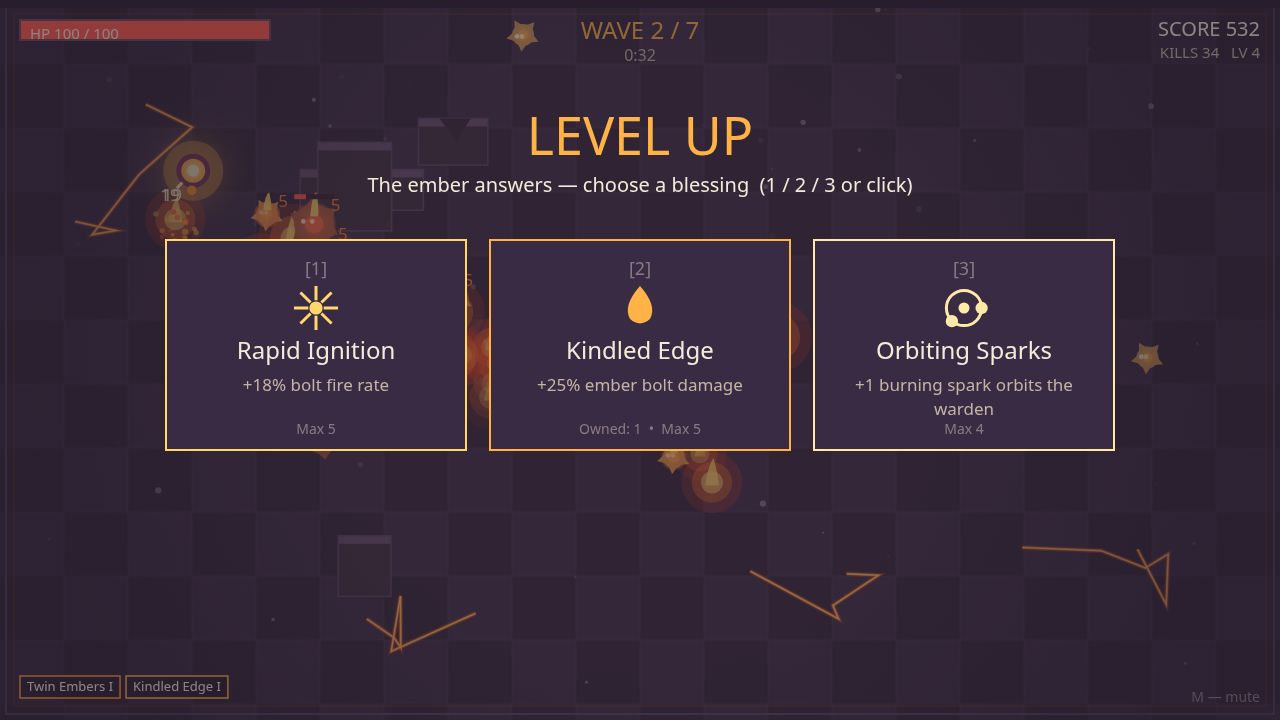 HP 100 / 100
WAVE 2 / 7
0:32
SCORE 532
KILLS 34 LV 4
LEVEL UP
The ember answers — choose a blessing (1 / 2 / 3 or click)
19
5
5
5
5
[1]
Rapid Ignition
+18% bolt fire rate
Max 5
[2]
Kindled Edge
+25% ember bolt damage
Owned: 1 • Max 5
[3]
Orbiting Sparks
+1 burning spark orbits the
warden
Max 4
Twin Embers I
Kindled Edge I
M — mute